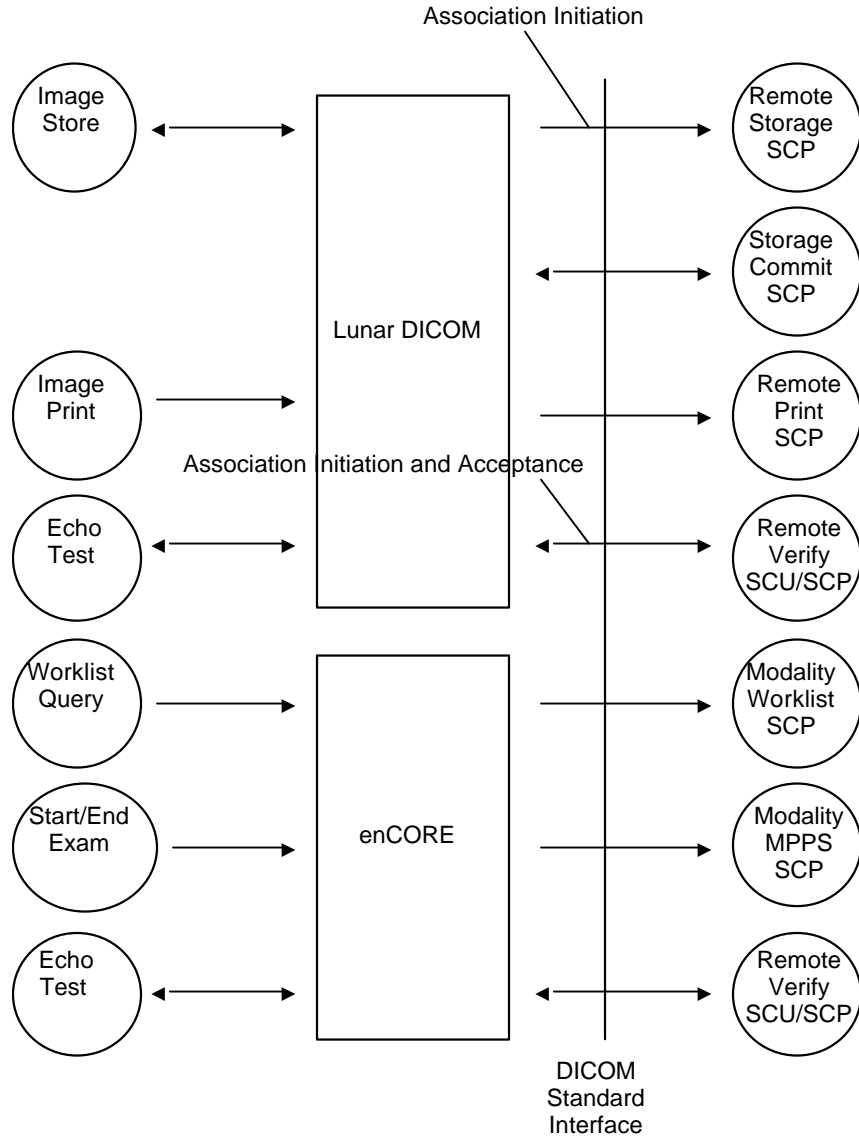 Association Initiation
Image
Store
Remote
Storage
SCP
Storage
Commit
SCP
Lunar DICOM
Image
Print
Remote
Print
SCP
Association Initiation and Acceptance
Echo
Test
Remote
Verify
SCU/SCP
Worklist
Query
Modality
Worklist
SCP
Start/End
Exam
enCORE
Modality
MPPS
SCP
Echo
Test
Remote
Verify
SCU/SCP
DICOM
Standard
Interface